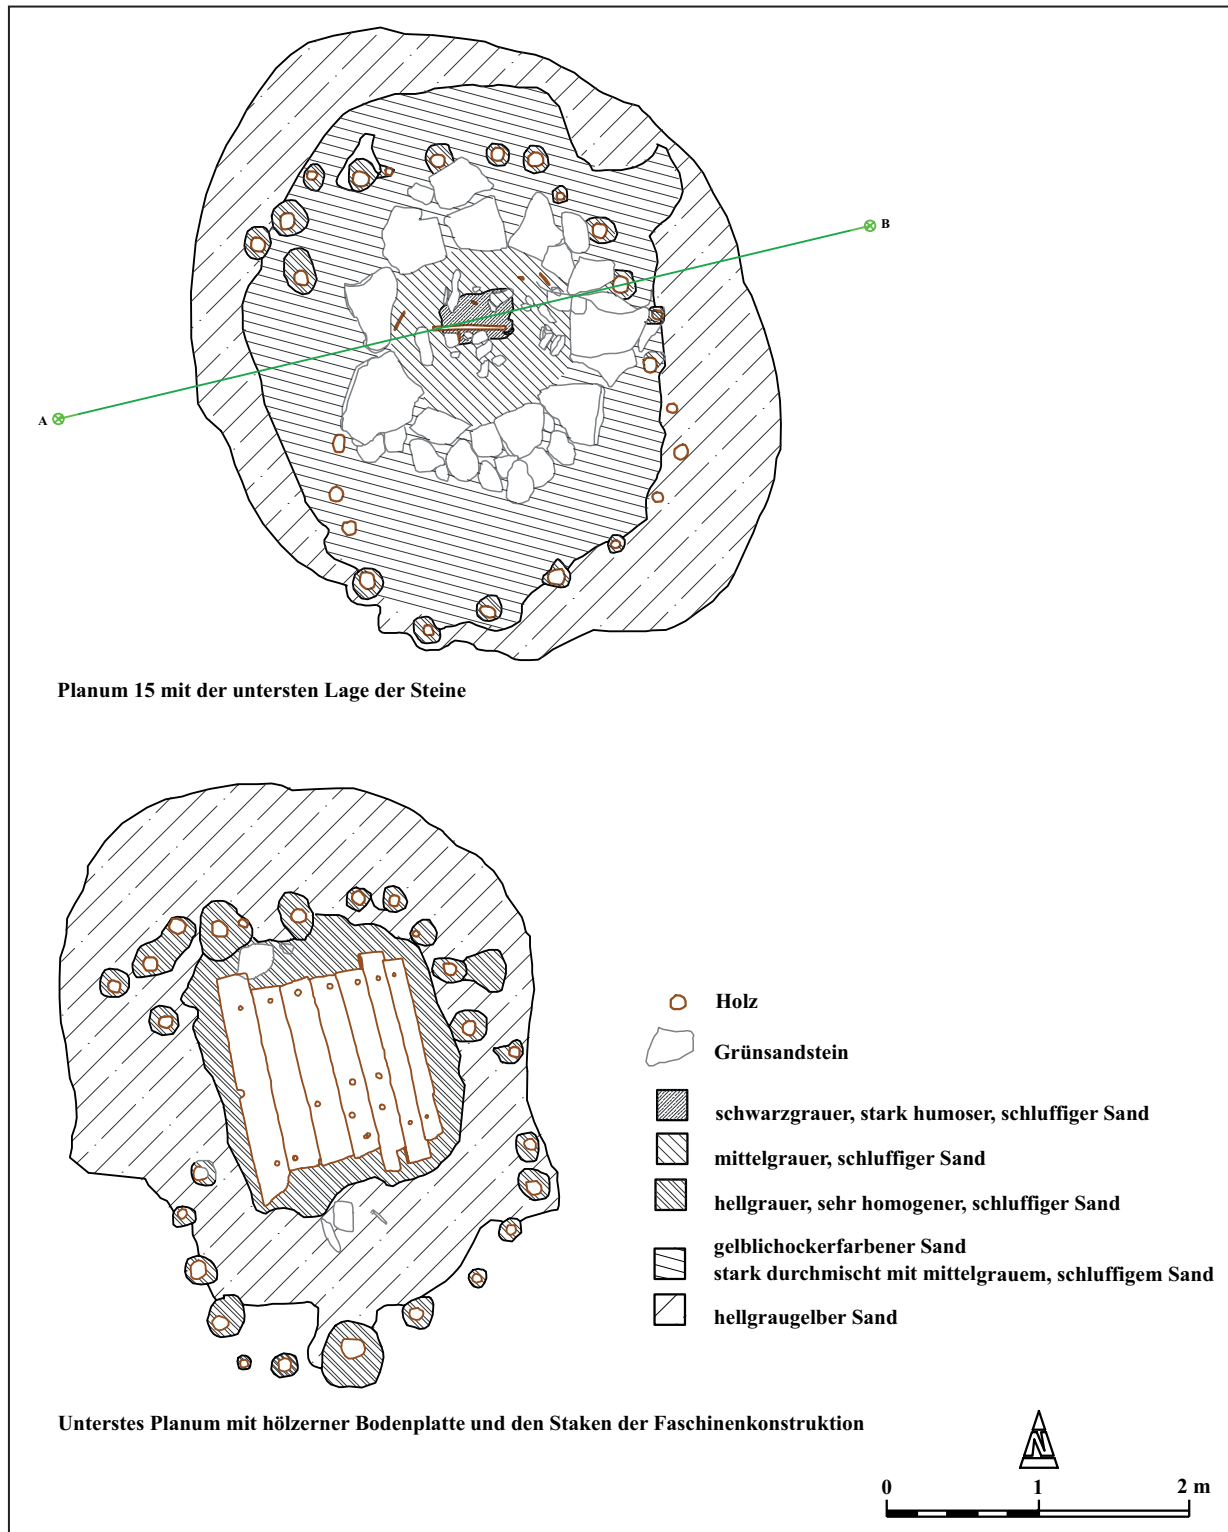 B
A
Planum 15 mit der untersten Lage der Steine
Holz
Grünsandstein
schwarzgrauer, stark humoser, schluffiger Sand
mittelgrauer, schluffiger Sand
hellgrauer, sehr homogener, schluffiger Sand
gelblichockerfarbener Sand
stark durchmischt mit mittelgrauem, schluffigem Sand
hellgraugelber Sand
Unterstes Planum mit hölzerner Bodenplatte und den Staken der Faschinenkonstruktion
N
0 1 2 m